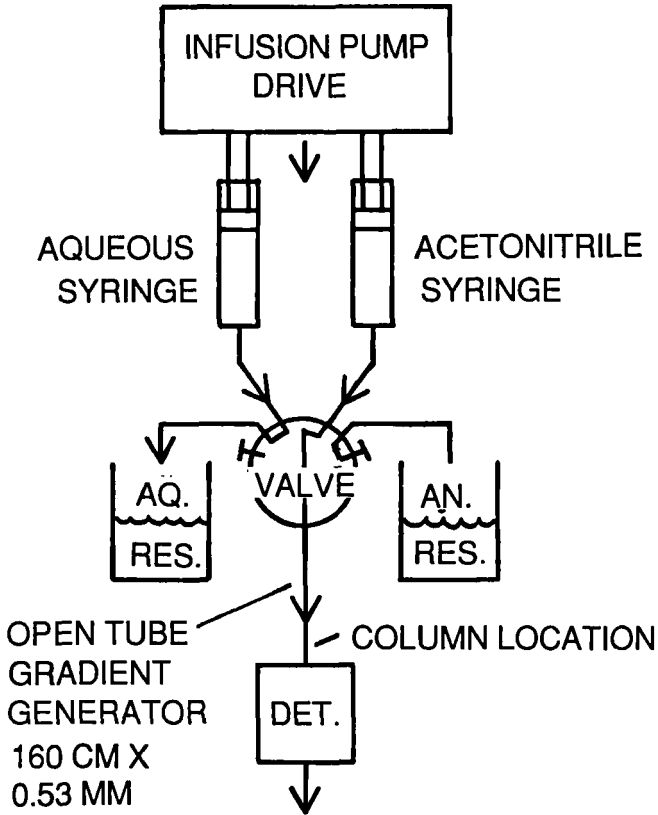 INFUSION PUMP
DRIVE
AQUEOUS
SYRINGE
ACETONITRILE
SYRINGE
VALVE
AQ.
RES.
AN.
RES.
OPEN TUBE
GRADIENT
GENERATOR
160 CM X
0.53 MM
COLUMN LOCATION
DET.